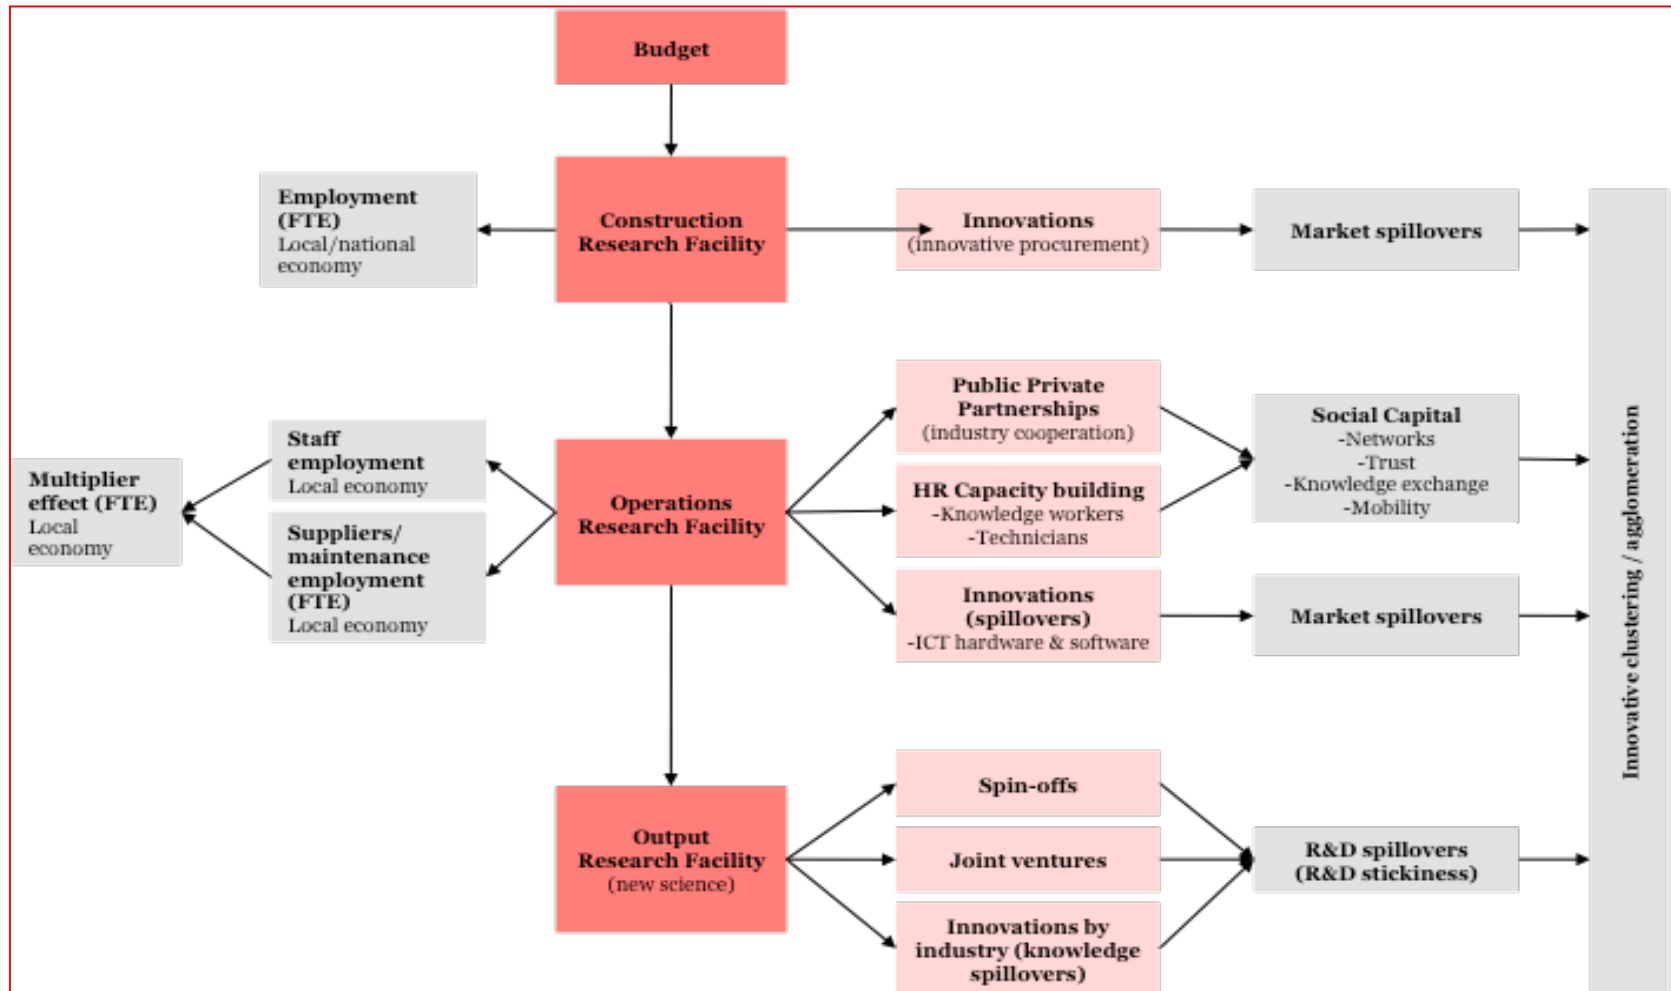 Budget
Employment
(FTE)
Local/national
economy
Construction
Research Facility
Innovations
(innovative procurement)
Market spillovers
Multiplier
effect (FTE)
Local
economy
Staff
employment
Local economy
Suppliers/
maintenance
employment
(FTE)
Local economy
Operations
Research Facility
Public Private
Partnerships
(industry cooperation)
HR Capacity building
-Knowledge workers
-Technicians
Innovations
(spillovers)
-ICT hardware & software
Social Capital
-Networks
-Trust
-Knowledge exchange
-Mobility
Market spillovers
Output
Research Facility
(new science)
Spin-offs
Joint ventures
Innovations by
industry (knowledge
spillovers)
R&D spillovers
(R&D stickiness)
Innovative clustering / agglomeration